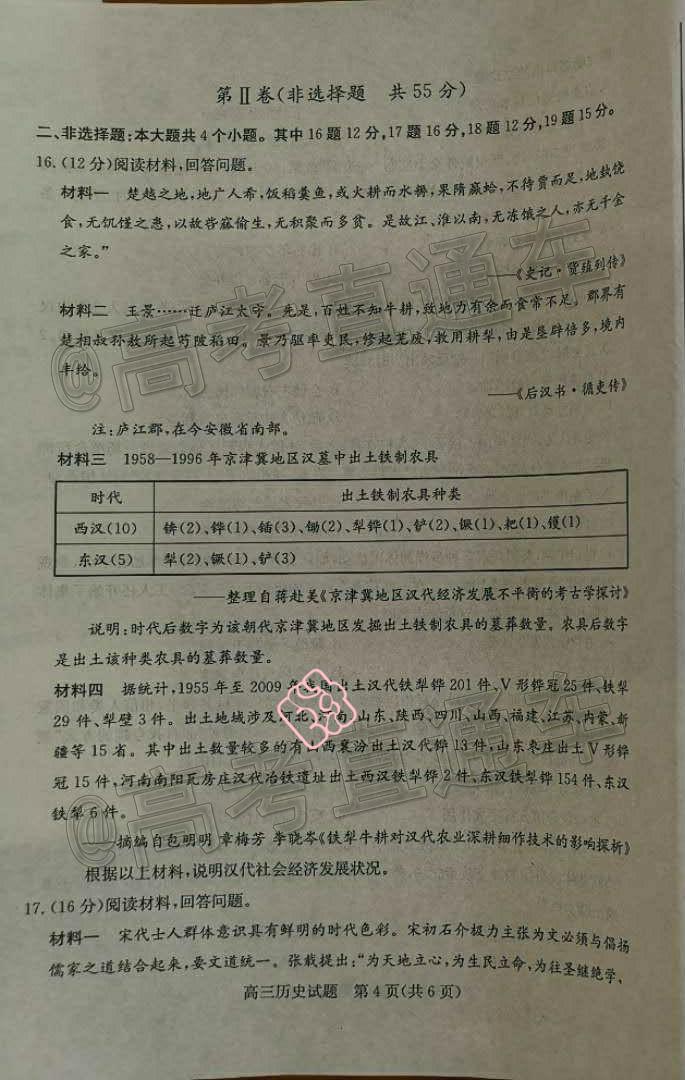 第Ⅱ卷(非选择题 共55分)
二、非选择题:本大题共4个小题。其中16题12分,17题16分,18题12分,19题15分。
16.(12分)阅读材料,回答问题。
材料一 楚越之地,地广人希,饭稻羹鱼,或火耕而水耨,果隋蠃蛤,不待贾而足,地埶饶
食,无饥馑之患,以故呰窳偷生,无积聚而多贫。是故江、淮以南,无冻饿之人,亦无千金
之家。”
——《史记·货殖列传》
材料二 王景……迁庐江太守。先是,百姓不知牛耕,致地力有余而食常不足。郡界有
楚相叔孙敖所起芍陂稻田。景乃驱率吏民,修起芜废,教用耕犁,由是垦辟倍多,境内
丰给。
——《后汉书·循吏传》
注:庐江郡,在今安徽省南部。
材料三 1958—1996年京津冀地区汉墓中出土铁制农具
时代 出土铁制农具种类
西汉(10) 锛(2)、铧(1)、锸(3)、锄(2)、犁铧(1)、铲(2)、镢(1)、耙(1)、镬(1)
东汉(5) 犁(2)、镢(1)、铲(3)
——整理自蒋赴美《京津冀地区汉代经济发展不平衡的考古学探讨》
说明:时代后数字为该朝代京津冀地区发掘出土铁制农具的墓葬数量。农具后数字
是出土该种类农具的墓葬数量。
材料四 据统计,1955年至2009年我国出土汉代铁犁铧201件、V形铧冠25件、铁犁
29件、犁壁3件。出土地域涉及河北、河南、山东、陕西、四川、山西、福建、江苏、内蒙、新
疆等15省。其中出土数量较多的有山西襄汾出土汉代铧13件,山东枣庄出土V形铧
冠15件,河南南阳瓦房庄汉代冶铁遗址出土西汉铁犁铧2件、东汉铁犁铧154件、东汉
铁犁6件。
——摘编自包明明 章梅芳 李晓岑《铁犁牛耕对汉代农业深耕细作技术的影响探析》
根据以上材料,说明汉代社会经济发展状况。
17.(16分)阅读材料,回答问题。
材料一 宋代士人群体意识具有鲜明的时代色彩。宋初石介极力主张为文必须与倡扬
儒家之道结合起来,要文道统一。张载提出:“为天地立心,为生民立命,为往圣继绝学,
高三历史试题 第4页(共6页)
@高考直通车
@高考直通车